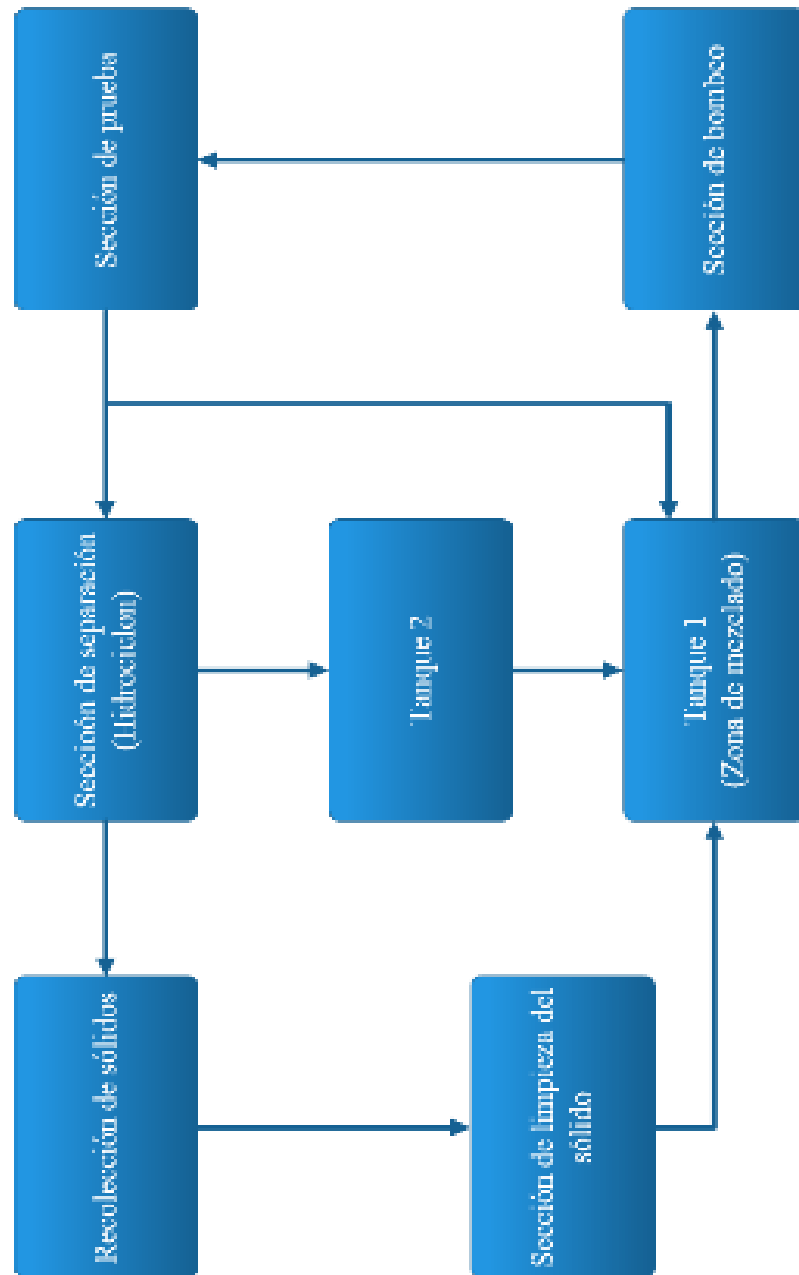 Recolección de sólidos
Sección de separación
(Hidrociclon)
Sección de prueba
Tanque 2
Sección de limpieza del
sólido
Tanque 1
(Zona de mezclado)
Sección de bombeo